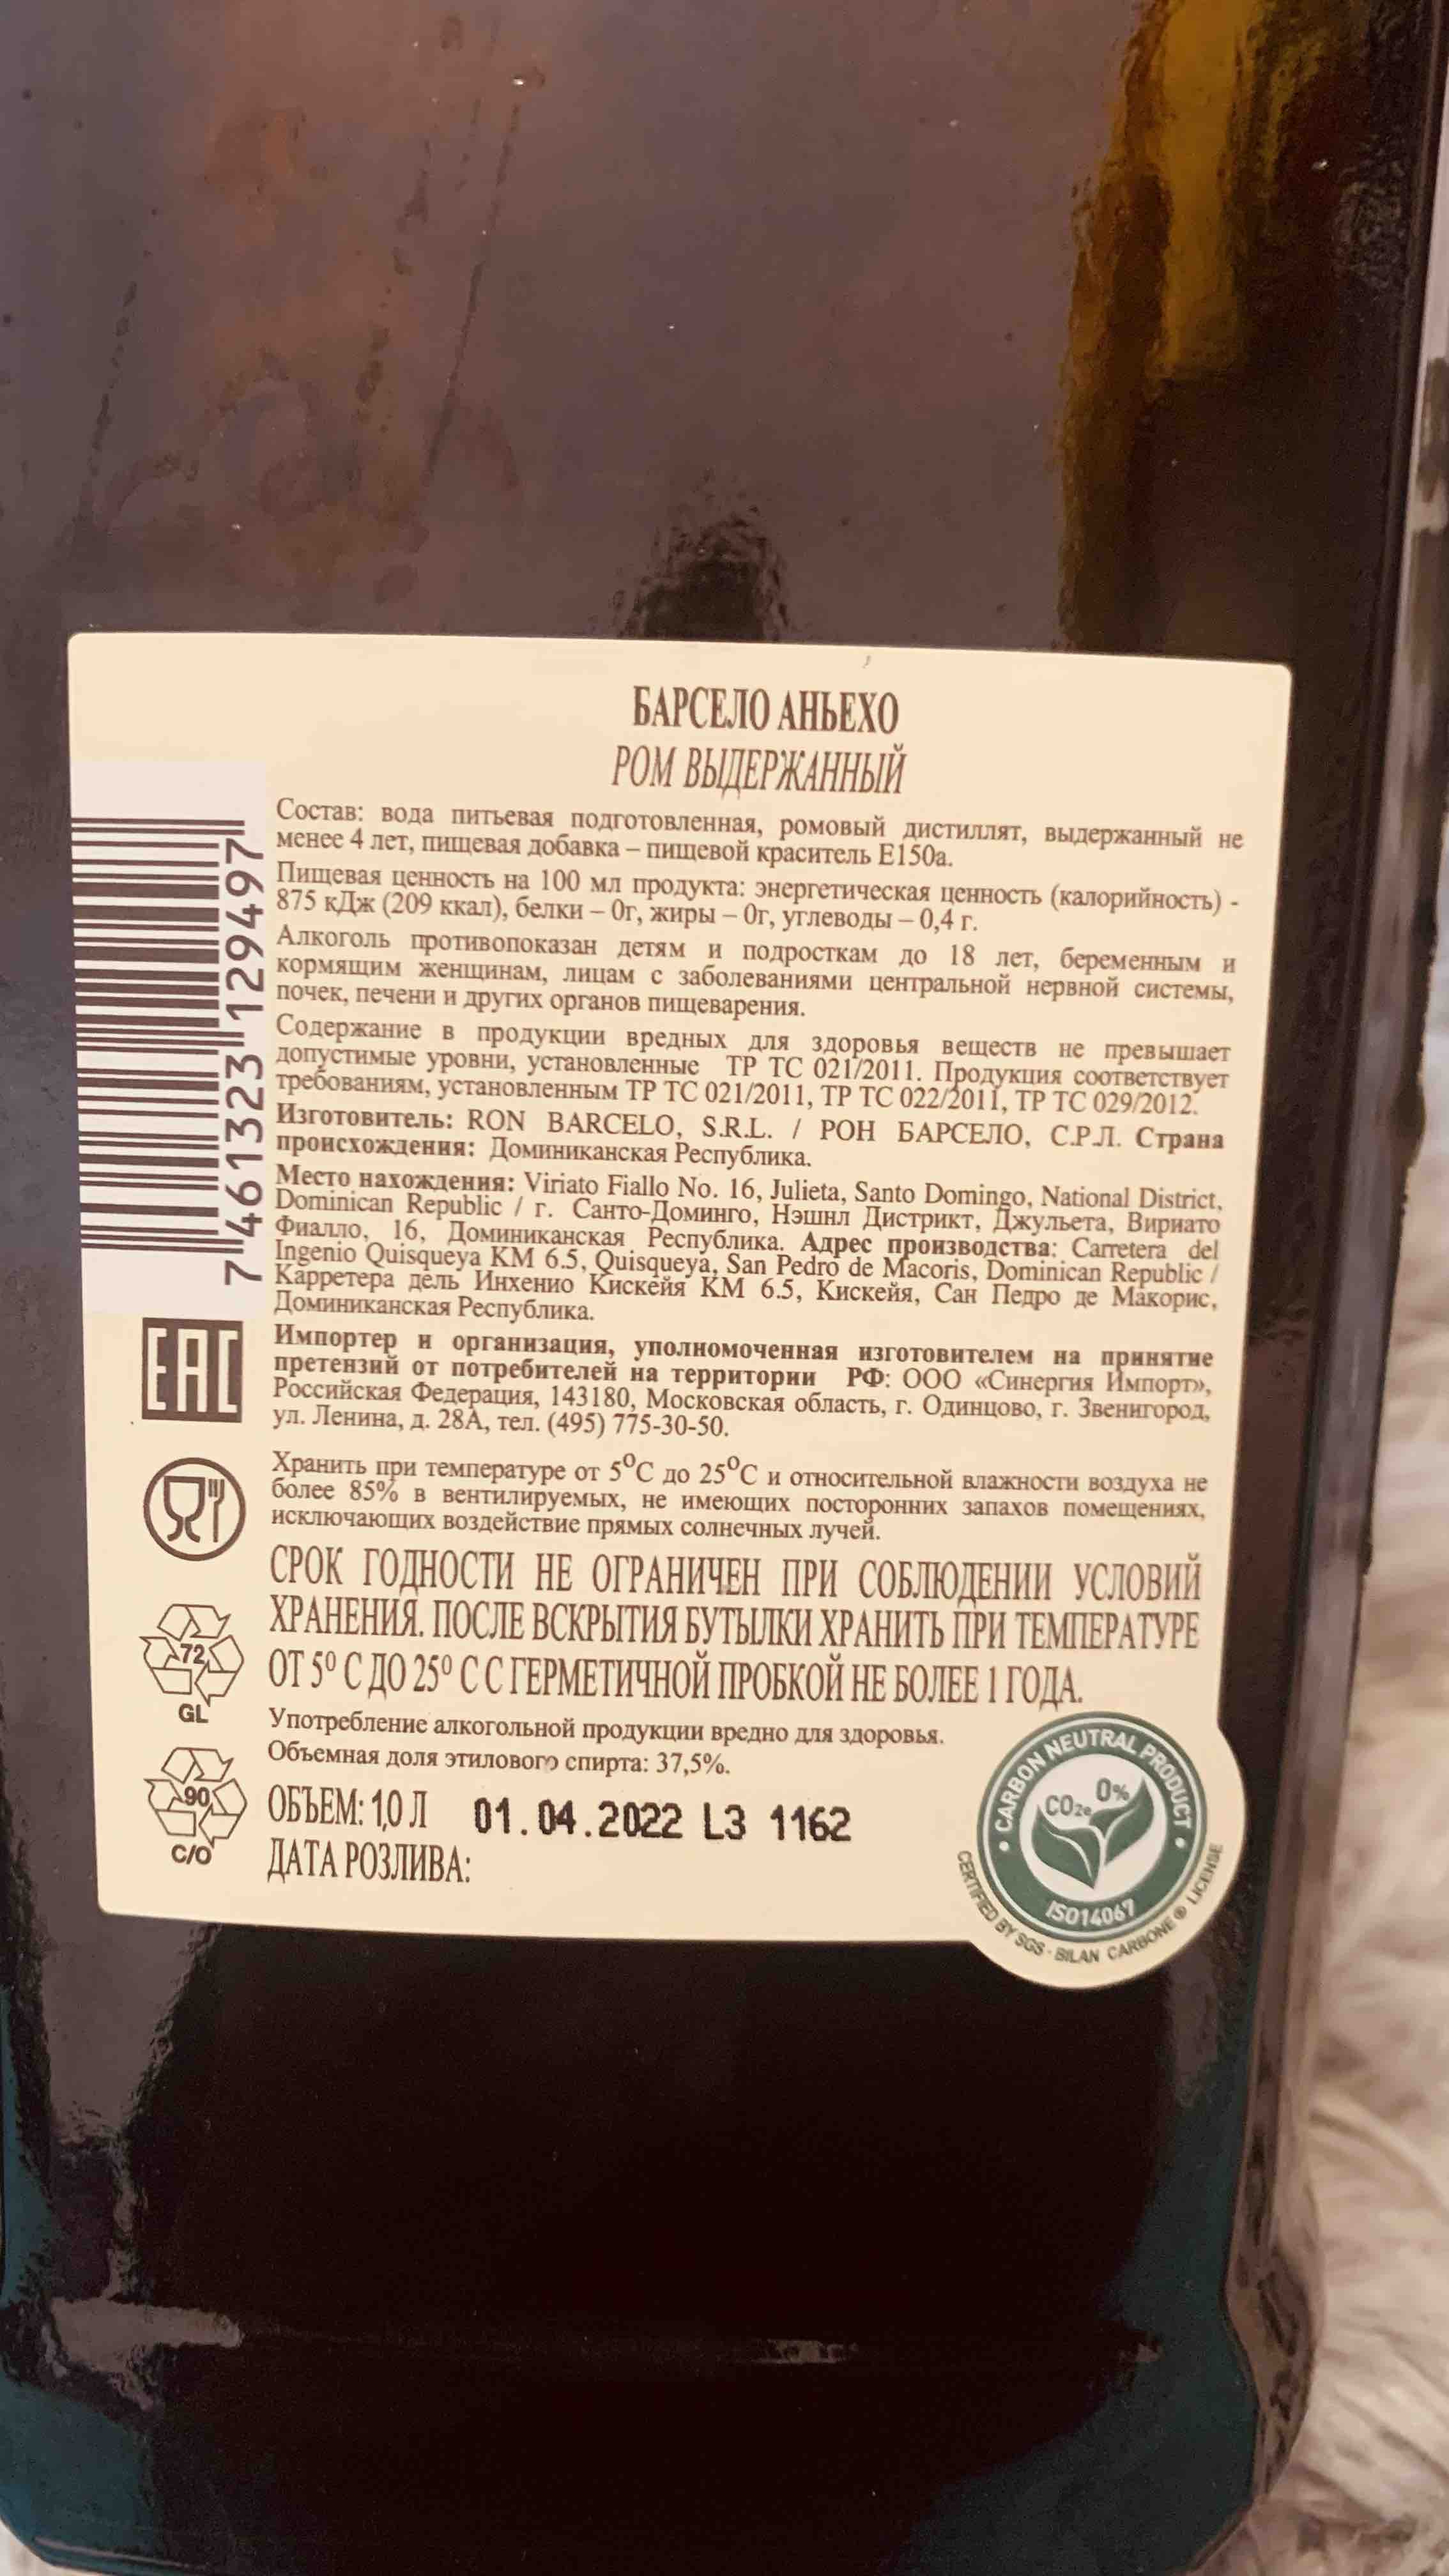 БАРСЕЛО АНЬЕХО
РОМ ВЫДЕРЖАННЫЙ
Состав: вода питьевая подготовленная, ромовый дистиллят, выдержанный не
менее 4 лет, пищевая добавка – пищевой краситель Е150а.
Пищевая ценность на 100 мл продукта: энергетическая ценность (калорийность) -
875 кДж (209 ккал), белки – 0г, жиры – 0г, углеводы – 0,4 г.
Алкоголь противопоказан детям и подросткам до 18 лет, беременным и
кормящим женщинам, лицам с заболеваниями центральной нервной системы,
почек, печени и других органов пищеварения.
Содержание в продукции вредных для здоровья веществ не превышает
допустимые уровни, установленные ТР ТС 021/2011. Продукция соответствует
требованиям, установленным ТР ТС 021/2011, ТР ТС 022/2011, ТР ТС 029/2012.
Изготовитель: RON BARCELO, S.R.L. / РОН БАРСЕЛО, С.Р.Л. Страна
происхождения: Доминиканская Республика.
Место нахождения: Viriato Fiallo No. 16, Julieta, Santo Domingo, National District,
Dominican Republic / г. Санто-Доминго, Нэшнл Дистрикт, Джульета, Вириато
Фиалло, 16, Доминиканская Республика. Адрес производства: Carretera del
Ingenio Quisqueya KM 6.5, Quisqueya, San Pedro de Macoris, Dominican Republic /
Карретера дель Инхенио Кискейя КМ 6.5, Кискейя, Сан Педро де Макорис,
Доминиканская Республика.
Импортер и организация, уполномоченная изготовителем на принятие
претензий от потребителей на территории РФ: ООО «Синергия Импорт»,
Российская Федерация, 143180, Московская область, г. Одинцово, г. Звенигород,
ул. Ленина, д. 28А, тел. (495) 775-30-50.
Хранить при температуре от 5°С до 25°С и относительной влажности воздуха не
более 85% в вентилируемых, не имеющих посторонних запахов помещениях,
исключающих воздействие прямых солнечных лучей.
СРОК ГОДНОСТИ НЕ ОГРАНИЧЕН ПРИ СОБЛЮДЕНИИ УСЛОВИЙ
ХРАНЕНИЯ. ПОСЛЕ ВСКРЫТИЯ БУТЫЛКИ ХРАНИТЬ ПРИ ТЕМПЕРАТУРЕ
ОТ 5° С ДО 25° С С ГЕРМЕТИЧНОЙ ПРОБКОЙ НЕ БОЛЕЕ 1 ГОДА.
Употребление алкогольной продукции вредно для здоровья.
Объемная доля этилового спирта: 37,5%.
ОБЪЕМ: 1,0 Л 01.04.2022 L3 1162
ДАТА РОЗЛИВА:
7 461323 129497
EAC
72
GL
90
C/O
CARBON NEUTRAL PRODUCT
CO2e 0%
ISO14067
CERTIFIED BY SGS - BILAN CARBONE ® LICENSE